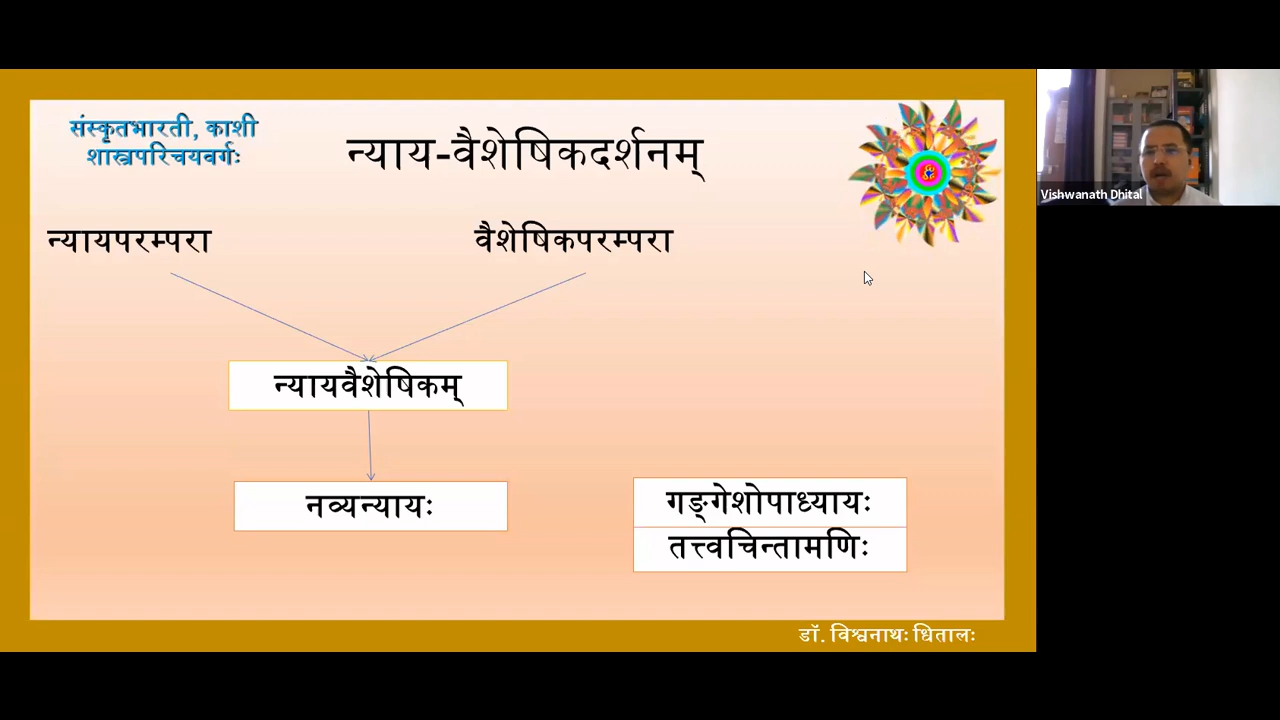 संस्कृतभारती, काशी
शास्त्रपरिचयवर्गः
न्याय-वैशेषिकदर्शनम्
Vishwanath Dhital
न्यायपरम्परा
वैशेषिकपरम्परा
न्यायवैशेषिकम्
नव्यन्यायः
गङ्गेशोपाध्यायः
तत्त्वचिन्तामणिः
डॉ. विश्वनाथः धितालः